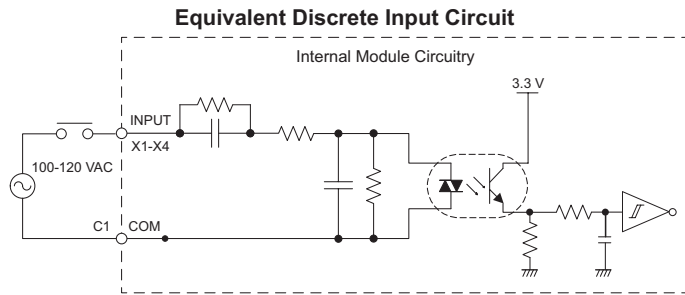 Equivalent Discrete Input Circuit
Internal Module Circuitry
3.3 V
INPUT
X1-X4
100-120 VAC
C1
COM